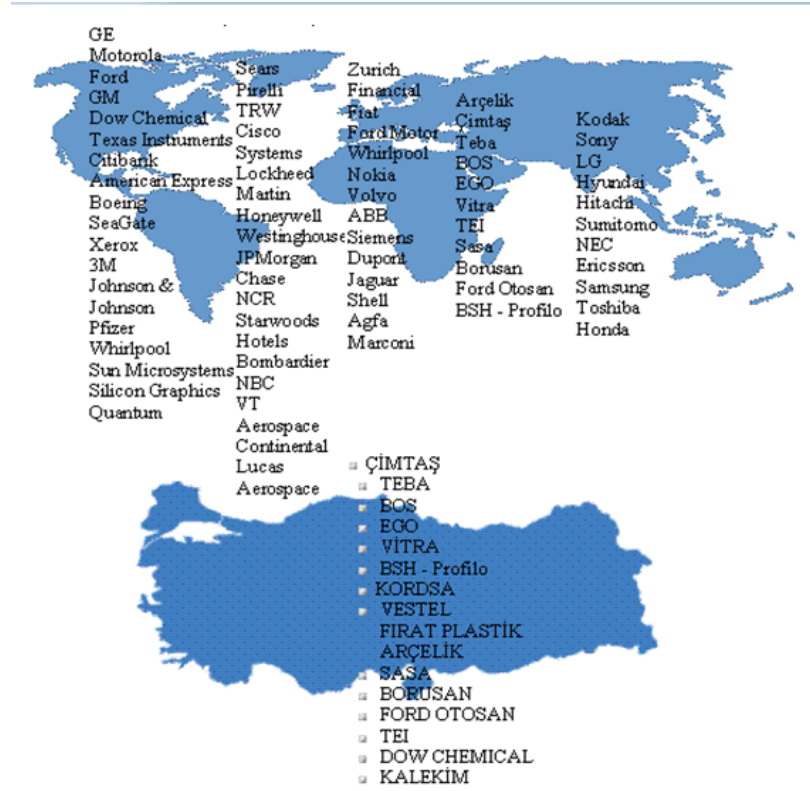 GE
Motorola
Ford
GM
Dow Chemical
Texas Instruments
Citibank
American Express
Boeing
SeaGate
Xerox
3M
Johnson &
Johnson
Pfizer
Whirlpool
Sun Microsystems
Silicon Graphics
Quantum
Sears
Pirelli
TRW
Cisco
Systems
Lockheed
Martin
Honeywell
Westinghouse
JPMorgan
Chase
NCR
Starwoods
Hotels
Bombardier
NBC
VT
Aerospace
Continental
Lucas
Aerospace
Zurich
Financial
Fiat
Ford Motor
Whirlpool
Nokia
Volvo
ABB
Siemens
Dupont
Jaguar
Shell
Agfa
Marconi
Arçelik
Çimtaş
Teba
BOS
EGO
Vitra
TEI
Sasa
Borusan
Ford Otosan
BSH - Profilo
Kodak
Sony
LG
Hyundai
Hitachi
Sumitomo
NEC
Ericsson
Samsung
Toshiba
Honda
ÇİMTAŞ
TEBA
BOS
EGO
VİTRA
BSH - Profilo
KORDSA
VESTEL
FIRAT PLASTİK
ARÇELİK
SASA
BORUSAN
FORD OTOSAN
TEI
DOW CHEMICAL
KALEKİM